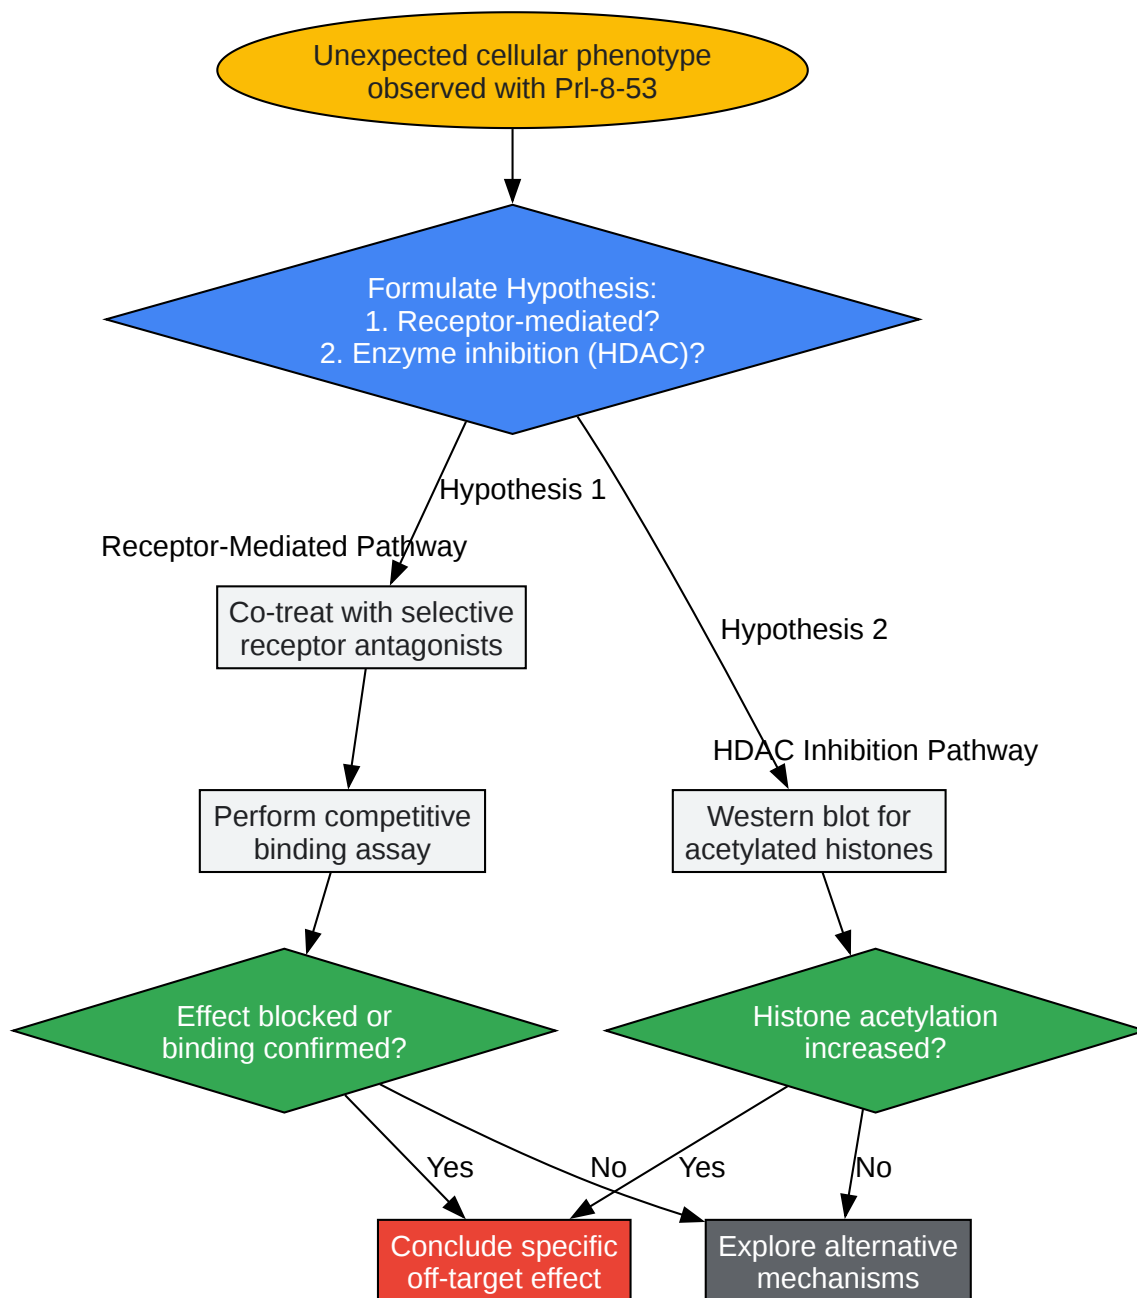 Unexpected cellular phenotype
observed with Prl-8-53
Formulate Hypothesis:
1. Receptor-mediated?
2. Enzyme inhibition (HDAC)?
Hypothesis 1
Receptor-Mediated Pathway
Co-treat with selective
receptor antagonists
Hypothesis 2
HDAC Inhibition Pathway
Perform competitive
binding assay
Western blot for
acetylated histones
Effect blocked or
binding confirmed?
Histone acetylation
increased?
Yes
No
Yes
No
Conclude specific
off-target effect
Explore alternative
mechanisms